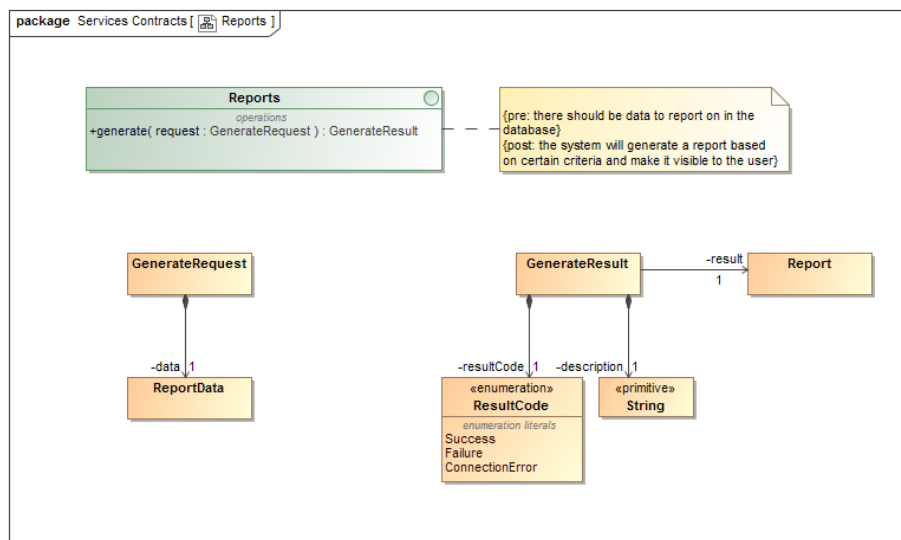 package Services Contracts [ Reports ]
Reports
operations
+generate( request : GenerateRequest ) : GenerateResult
{pre: there should be data to report on in the
database}
{post: the system will generate a report based
on certain criteria and make it visible to the user}
GenerateRequest
GenerateResult
-result
1
Report
-data 1
ReportData
-resultCode 1
-description 1
«enumeration»
ResultCode
enumeration literals
Success
Failure
ConnectionError
«primitive»
String